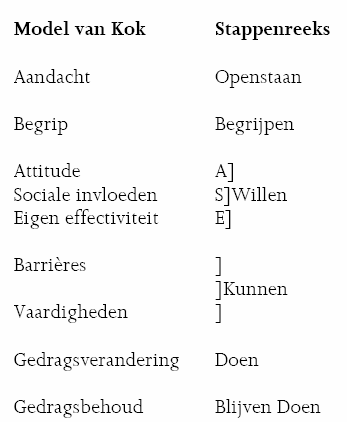 Model van Kok Stappenreeks
Aandacht Openstaan
Begrip Begrijpen
Attitude A]
Sociale invloeden S]Willen
Eigen effectiviteit E]
Barrières ]
]Kunnen
Vaardigheden ]
Gedragsverandering Doen
Gedragsbehoud Blijven Doen